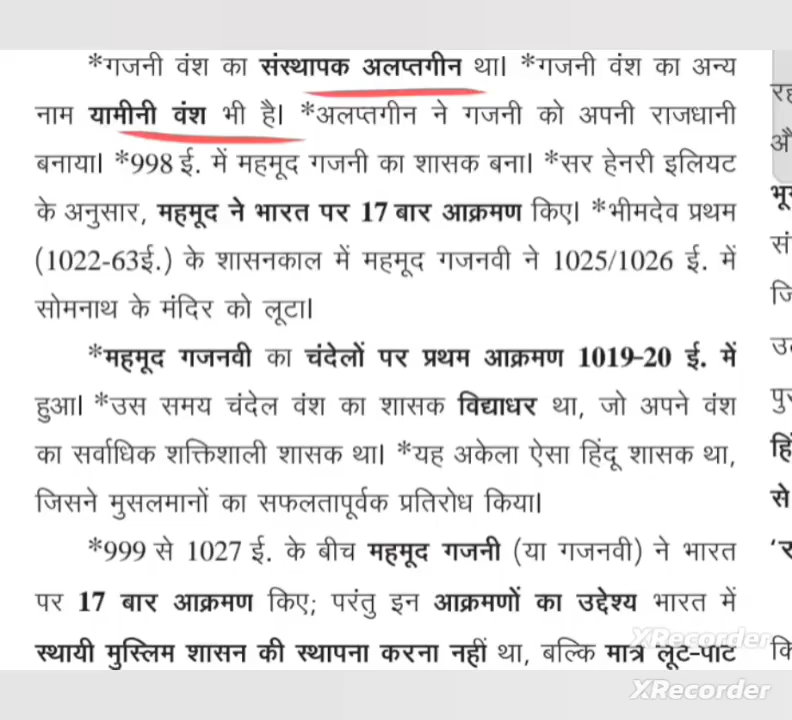 *गजनी वंश का संस्थापक अलप्तगीन था। *गजनी वंश का अन्य
नाम यामीनी वंश भी है। *अलप्तगीन ने गजनी को अपनी राजधानी
बनाया। *998 ई. में महमूद गजनी का शासक बना। *सर हेनरी इलियट
के अनुसार, महमूद ने भारत पर 17 बार आक्रमण किए। *भीमदेव प्रथम
(1022-63ई.) के शासनकाल में महमूद गजनवी ने 1025/1026 ई. में
सोमनाथ के मंदिर को लूटा।
*महमूद गजनवी का चंदेलों पर प्रथम आक्रमण 1019-20 ई. में
हुआ। *उस समय चंदेल वंश का शासक विद्याधर था, जो अपने वंश
का सर्वाधिक शक्तिशाली शासक था। *यह अकेला ऐसा हिंदू शासक था,
जिसने मुसलमानों का सफलतापूर्वक प्रतिरोध किया।
*999 से 1027 ई. के बीच महमूद गजनी (या गजनवी) ने भारत
पर 17 बार आक्रमण किए; परंतु इन आक्रमणों का उद्देश्य भारत में
स्थायी मुस्लिम शासन की स्थापना करना नहीं था, बल्कि मात्र लूट-पाट
XRecorder
XRecorder